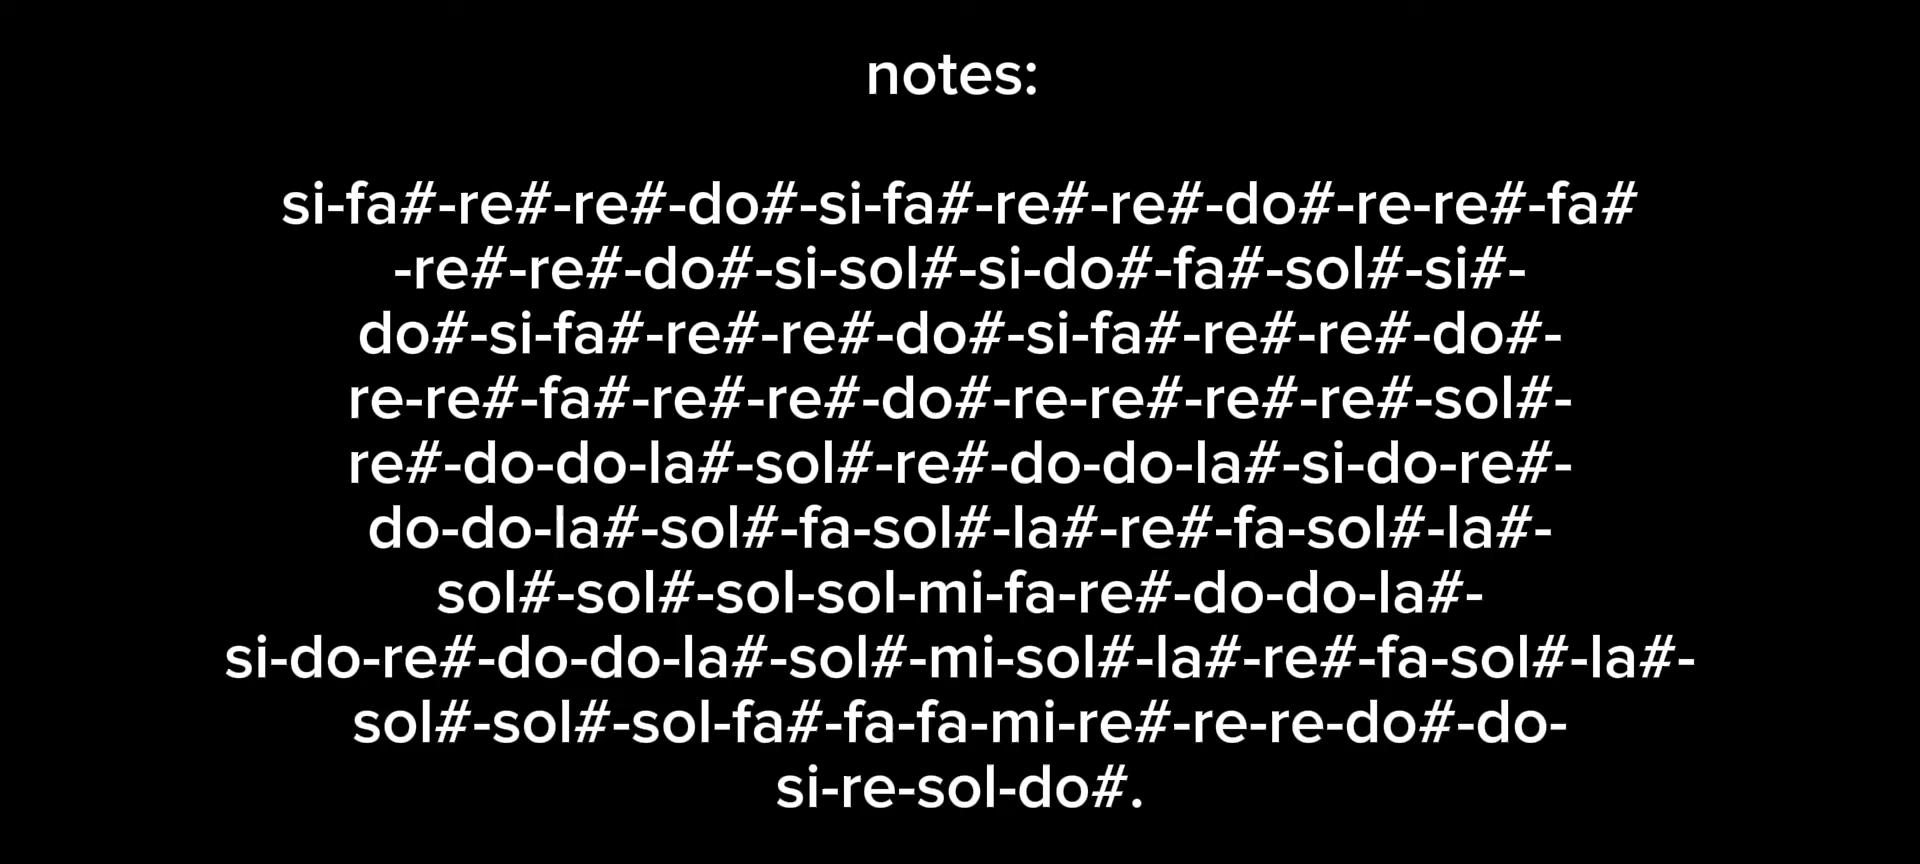 notes:
si-fa#-re#-re#-do#-si-fa#-re#-re#-do#-re-re#-fa#
-re#-re#-do#-si-sol#-si-do#-fa#-sol#-si#-
do#-si-fa#-re#-re#-do#-si-fa#-re#-re#-do#-
re-re#-fa#-re#-re#-do#-re-re#-re#-re#-sol#-
re#-do-do-la#-sol#-re#-do-do-la#-si-do-re#-
do-do-la#-sol#-fa-sol#-la#-re#-fa-sol#-la#-
sol#-sol#-sol-sol-mi-fa-re#-do-do-la#-
si-do-re#-do-do-la#-sol#-mi-sol#-la#-re#-fa-sol#-la#-
sol#-sol#-sol-fa#-fa-fa-mi-re#-re-re-do#-do-
si-re-sol-do#.